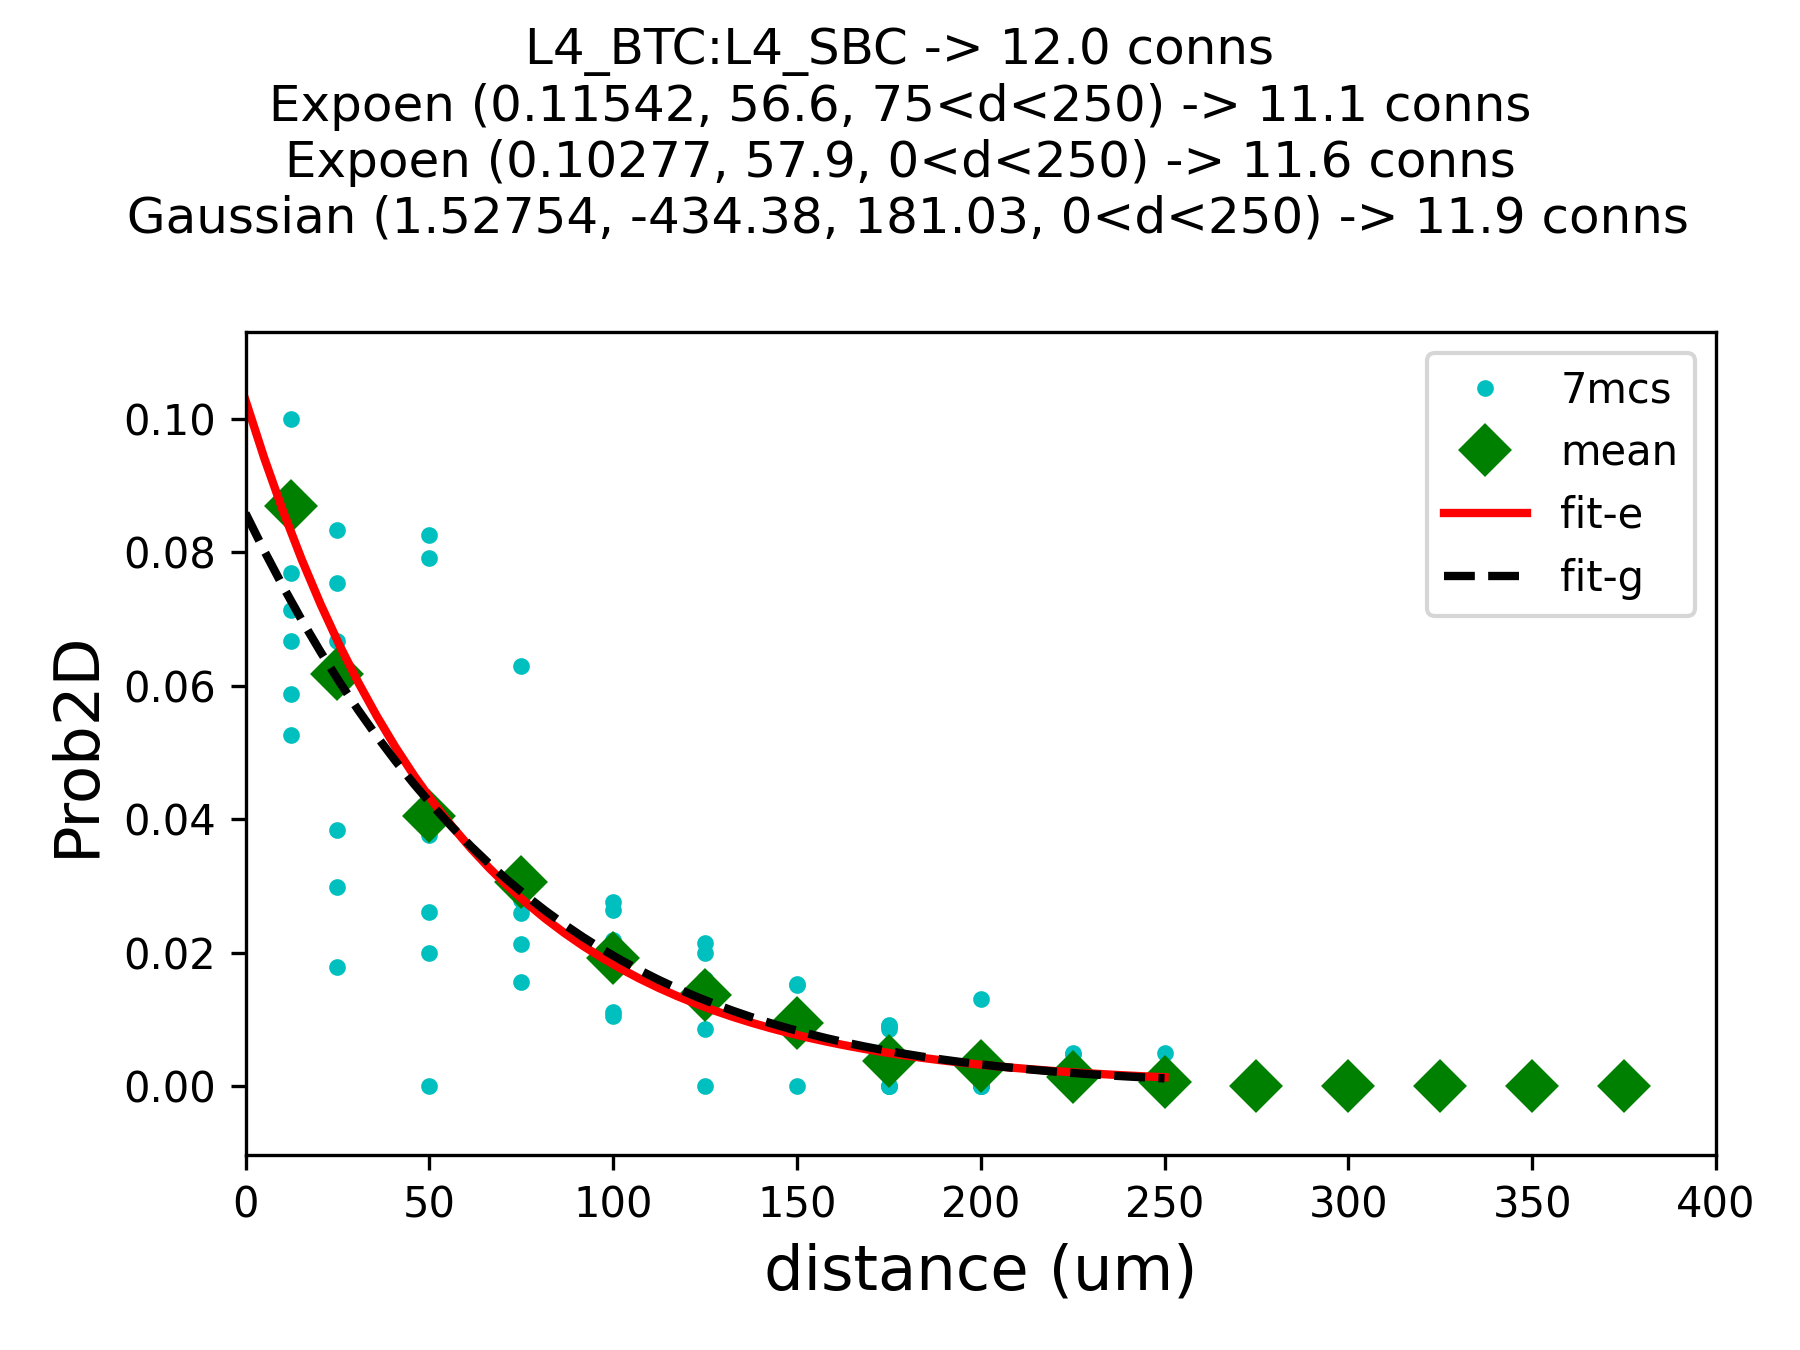 L4_BTC:L4_SBC -> 12.0 conns
Expoen (0.11542, 56.6, 75<d<250) -> 11.1 conns
Expoen (0.10277, 57.9, 0<d<250) -> 11.6 conns
Gaussian (1.52754, -434.38, 181.03, 0<d<250) -> 11.9 conns
7mcs
mean
fit-e
fit-g
Prob2D
0.10
0.08
0.06
0.04
0.02
0.00
0 50 100 150 200 250 300 350 400
distance (um)